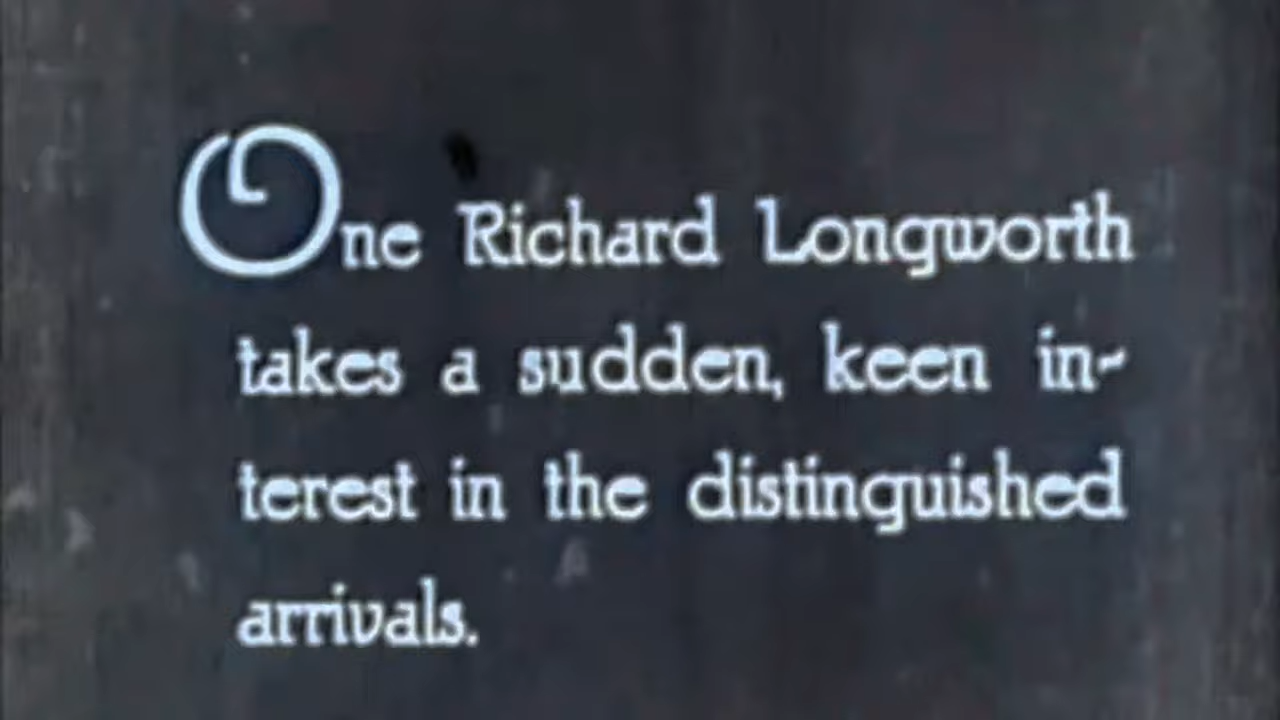 One Richard Longworth
takes a sudden, keen in-
terest in the distinguished
arrivals.